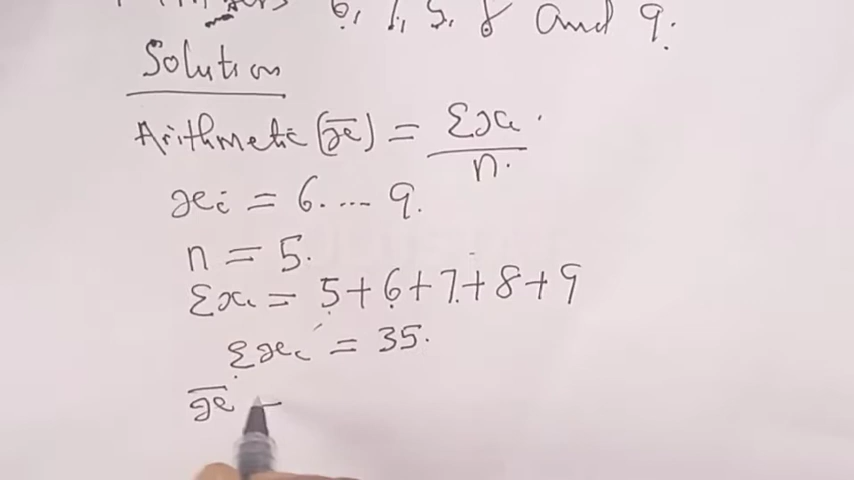 6, 7, 5, 8 and 9.
Solution
Arithmetic (x̅) = Σxi
n.
xi = 6. .... 9.
n = 5.
Σxi = 5+6+7+8+9
Σxi = 35.
x̅ -